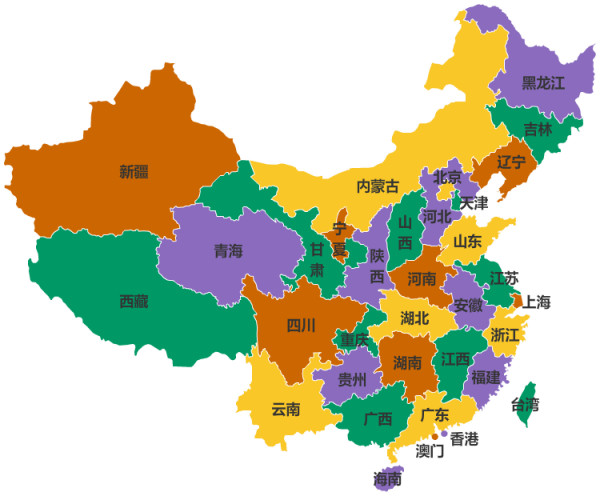 黑龙江
吉林
辽宁
新疆
内蒙古
北京
天津
河北
山西
宁夏
山东
青海
甘肃
陕西
河南
江苏
西藏
安徽
上海
四川
湖北
浙江
重庆
湖南
江西
贵州
福建
云南
广西
广东
台湾
香港
澳门
海南